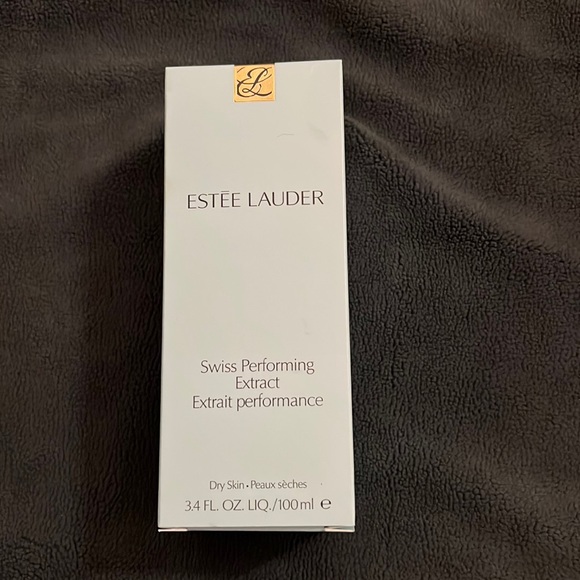 EL
ESTĒE LAUDER
Swiss Performing
Extract
Extrait performance
Dry Skin • Peaux sèches
3.4 FL. OZ. LIQ./100 ml ℮